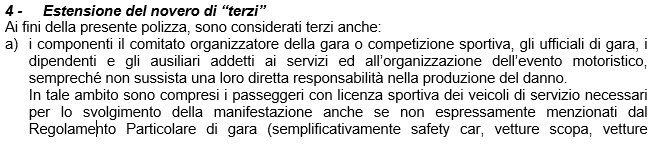 4 - Estensione del novero di “terzi”
Ai fini della presente polizza, sono considerati terzi anche:
a) i componenti il comitato organizzatore della gara o competizione sportiva, gli ufficiali di gara, i
dipendenti e gli ausiliari addetti ai servizi ed all'organizzazione dell'evento motoristico,
sempreché non sussista una loro diretta responsabilità nella produzione del danno.
In tale ambito sono compresi i passeggeri con licenza sportiva dei veicoli di servizio necessari
per lo svolgimento della manifestazione anche se non espressamente menzionati dal
Regolamento Particolare di gara (semplificativamente safety car, vetture scopa, vetture